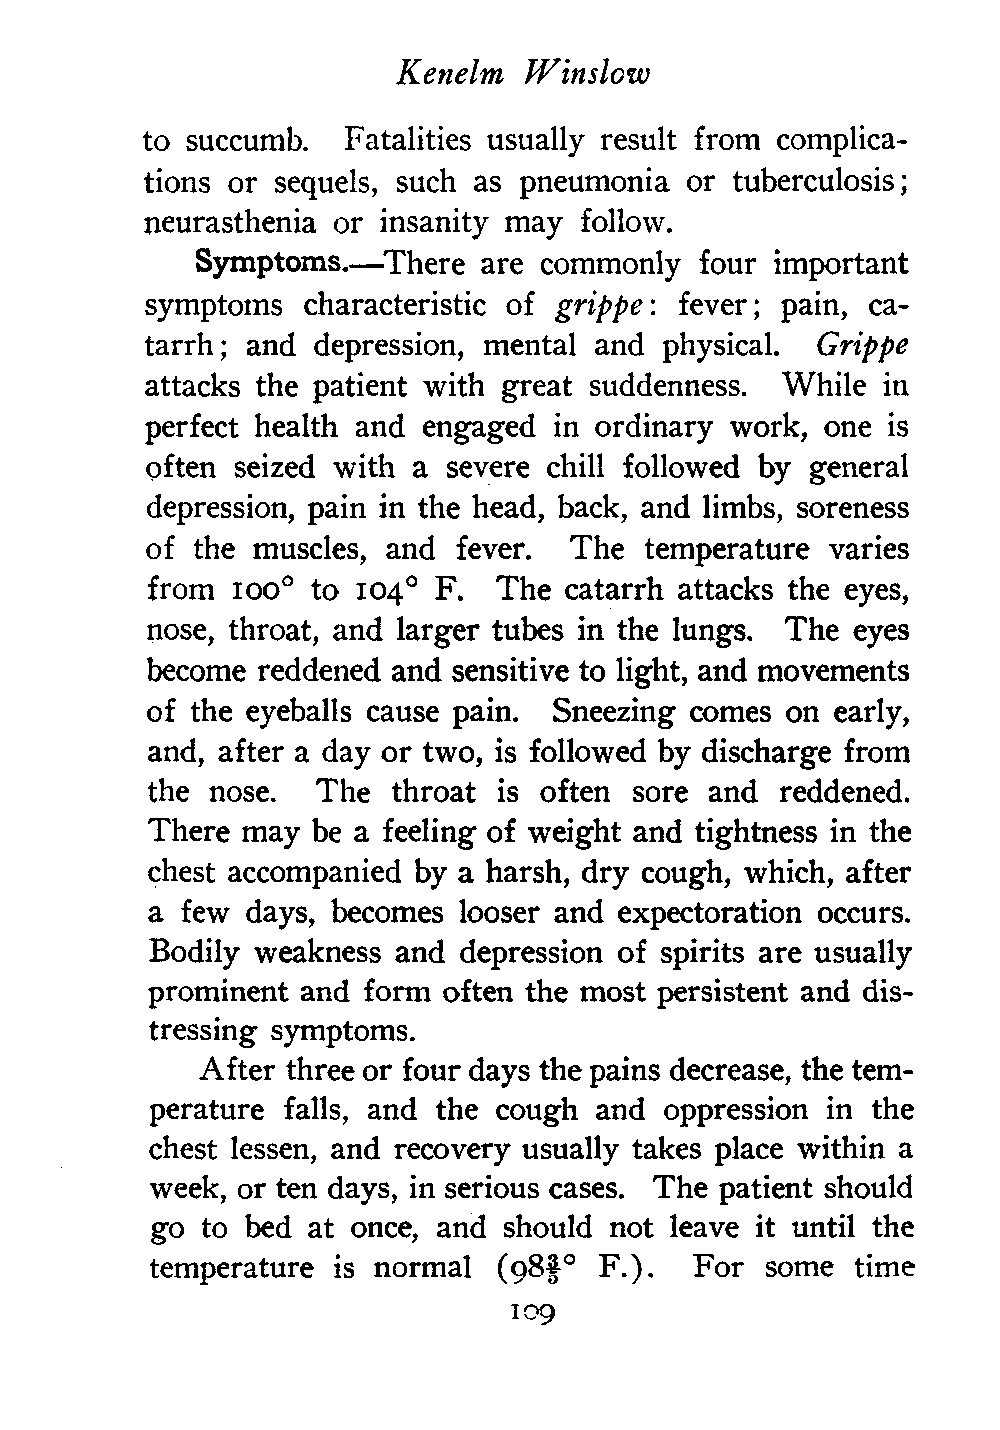 Kenelm Winslow
to succumb. Fatalities usually result from complica-
tions or sequels, such as pneumonia or tuberculosis;
neurasthenia or insanity may follow.
Symptoms.—There are commonly four important
symptoms characteristic of grippe: fever; pain, ca-
tarrh; and depression, mental and physical. Grippe
attacks the patient with great suddenness. While in
perfect health and engaged in ordinary work, one is
often seized with a severe chill followed by general
depression, pain in the head, back, and limbs, soreness
of the muscles, and fever. The temperature varies
from 100° to 104° F. The catarrh attacks the eyes,
nose, throat, and larger tubes in the lungs. The eyes
become reddened and sensitive to light, and movements
of the eyeballs cause pain. Sneezing comes on early,
and, after a day or two, is followed by discharge from
the nose. The throat is often sore and reddened.
There may be a feeling of weight and tightness in the
chest accompanied by a harsh, dry cough, which, after
a few days, becomes looser and expectoration occurs.
Bodily weakness and depression of spirits are usually
prominent and form often the most persistent and dis-
tressing symptoms.
After three or four days the pains decrease, the tem-
perature falls, and the cough and oppression in the
chest lessen, and recovery usually takes place within a
week, or ten days, in serious cases. The patient should
go to bed at once, and should not leave it until the
temperature is normal (98⅗° F.). For some time
109